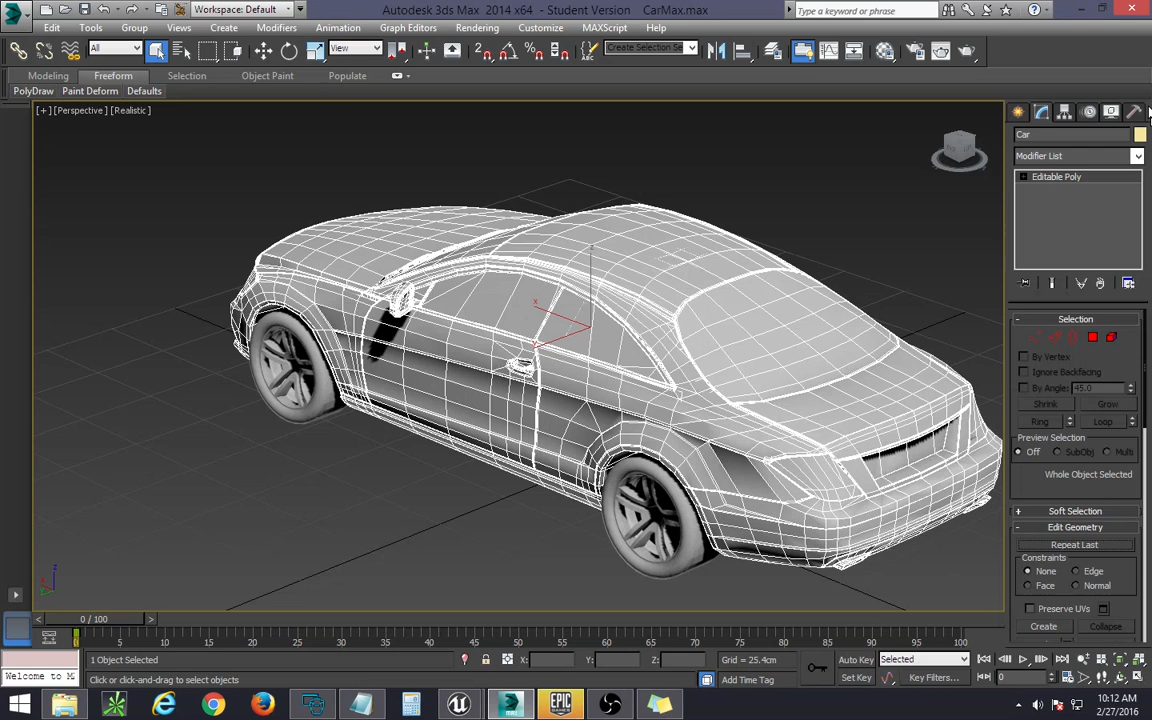 Workspace: Default
Autodesk 3ds Max 2014 x64 - Student Version CarMax.max
Type a keyword or phrase
Edit Tools Group Views Create Modifiers Animation Graph Editors Rendering Customize MAXScript Help
All
View
Create Selection Se
Modeling Freeform Selection Object Paint Populate
PolyDraw Paint Deform Defaults
[+] [Perspective] [Realistic]
Car
Modifier List
Editable Poly
Selection
By Vertex
Ignore Backfacing
By Angle: 45.0
Shrink Grow
Ring Loop
Preview Selection
Off SubObj Multi
Whole Object Selected
Soft Selection
Edit Geometry
Repeat Last
Constraints
None Edge
Face Normal
Preserve UVs
Create Collapse
x
z
0 / 100
0 5 10 15 20 25 30 35 40 45 50 55 60 65 70 75 80 85 90 95 100
1 Object Selected X: Y: Z: Grid = 25.4cm Auto Key Selected
Welcome to M Click or click-and-drag to select objects Add Time Tag Set Key Key Filters... 0
EPIC GAMES
10:12 AM
2/27/2016